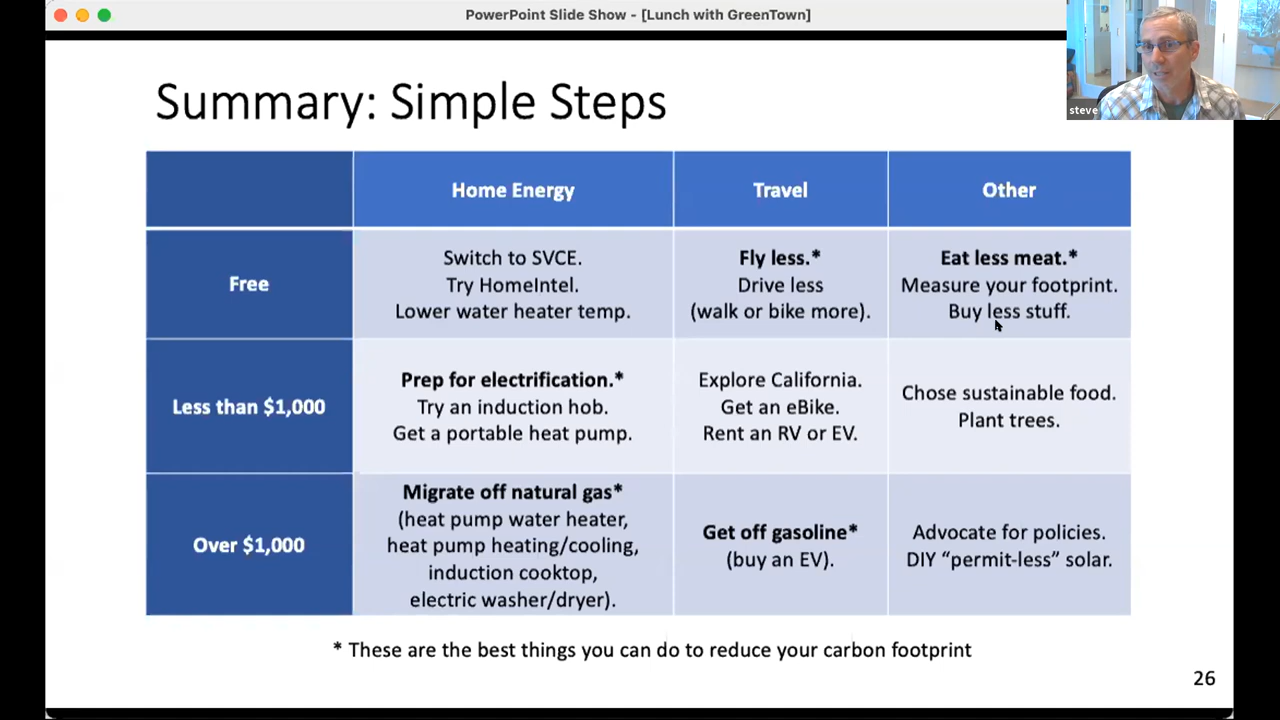 PowerPoint Slide Show - [Lunch with GreenTown]
steve
Summary: Simple Steps
Home Energy
Travel
Other
Free
Switch to SVCE.
Try HomeIntel.
Lower water heater temp.
Fly less.*
Drive less
(walk or bike more).
Eat less meat.*
Measure your footprint.
Buy less stuff.
Less than $1,000
Prep for electrification.*
Try an induction hob.
Get a portable heat pump.
Explore California.
Get an eBike.
Rent an RV or EV.
Chose sustainable food.
Plant trees.
Over $1,000
Migrate off natural gas*
(heat pump water heater,
heat pump heating/cooling,
induction cooktop,
electric washer/dryer).
Get off gasoline*
(buy an EV).
Advocate for policies.
DIY “permit-less” solar.
* These are the best things you can do to reduce your carbon footprint
26